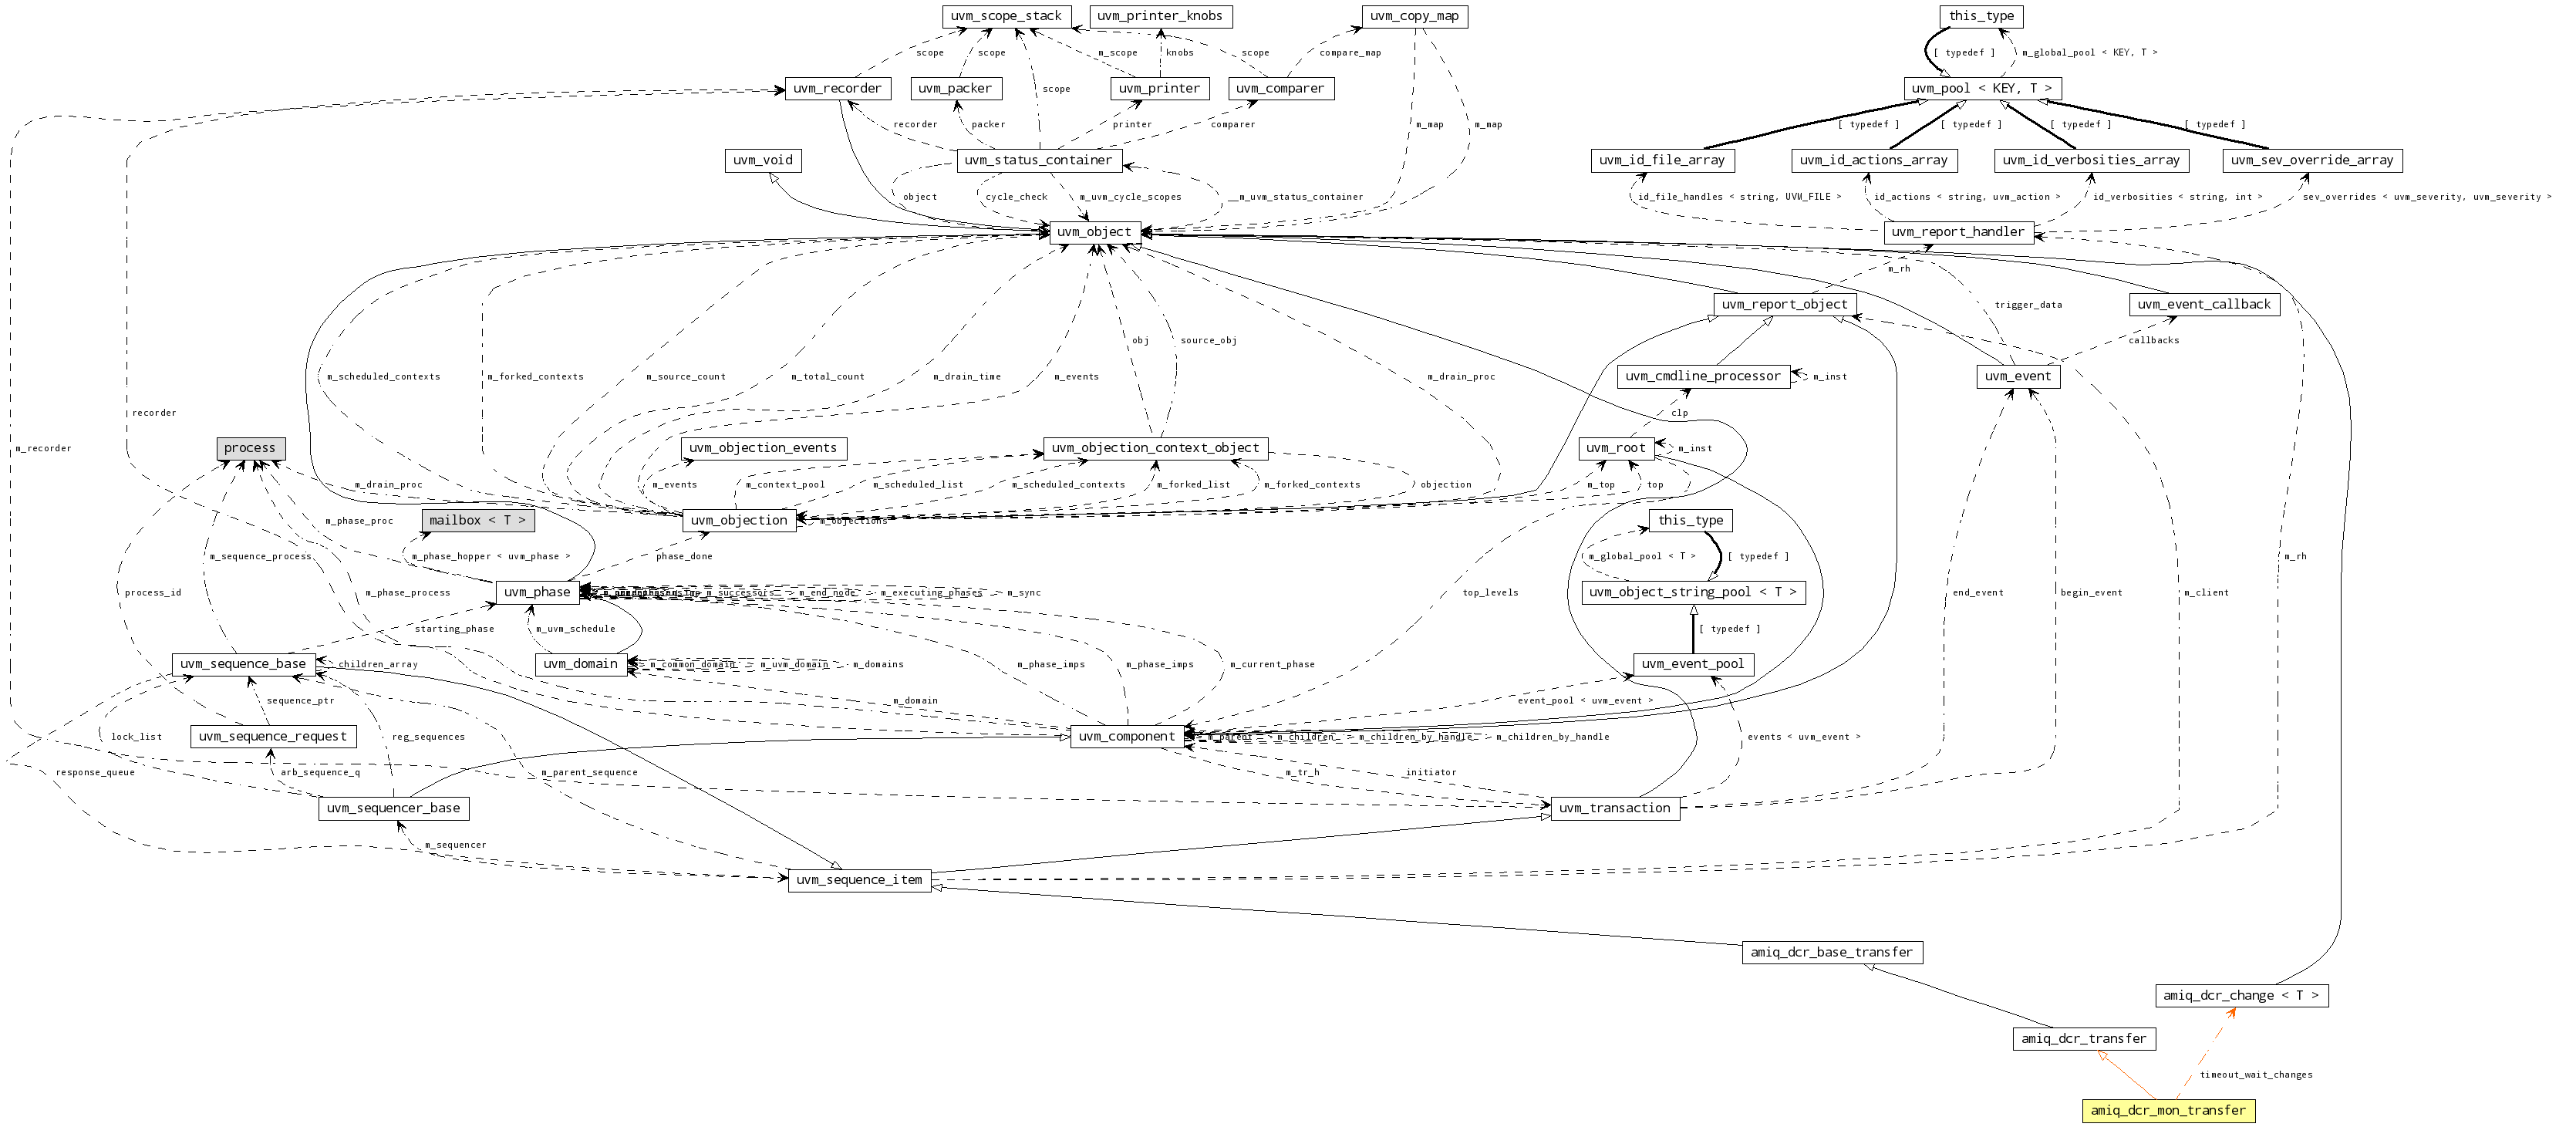 uvm_scope_stack
uvm_printer_knobs
uvm_copy_map
this_type
scope
scope
m_scope
knobs
scope
compare_map
[ typedef ]
m_global_pool < KEY, T >
uvm_recorder
uvm_packer
uvm_printer
uvm_comparer
uvm_pool < KEY, T >
scope
recorder
packer
printer
comparer
m_map
m_map
[ typedef ]
[ typedef ]
[ typedef ]
[ typedef ]
uvm_void
uvm_status_container
uvm_id_file_array
uvm_id_actions_array
uvm_id_verbosities_array
uvm_sev_override_array
object
cycle_check
m_uvm_cycle_scopes
__m_uvm_status_container
id_file_handles < string, UVM_FILE >
id_actions < string, uvm_action >
id_verbosities < string, int >
sev_overrides < uvm_severity, uvm_severity >
uvm_object
uvm_report_handler
m_rh
uvm_report_object
trigger_data
uvm_event_callback
obj
source_obj
callbacks
m_scheduled_contexts
m_forked_contexts
m_source_count
m_total_count
m_drain_time
m_events
m_drain_proc
uvm_cmdline_processor
m_inst
uvm_event
recorder
clp
m_recorder
process
uvm_objection_events
uvm_objection_context_object
uvm_root
m_inst
m_drain_proc
m_events
m_context_pool
m_scheduled_list
m_scheduled_contexts
m_forked_list
m_forked_contexts
objection
m_top
top
m_phase_proc
mailbox < T >
uvm_objection
m_objections
this_type
m_sequence_process
m_phase_hopper < uvm_phase >
phase_done
m_global_pool < T >
[ typedef ]
m_rh
process_id
m_phase_process
uvm_phase
m_successors
m_end_node
m_executing_phases
m_sync
top_levels
uvm_object_string_pool < T >
end_event
begin_event
m_client
starting_phase
m_uvm_schedule
[ typedef ]
uvm_sequence_base
children_array
uvm_domain
m_common_domain
m_uvm_domain
m_domains
m_phase_imps
m_phase_imps
m_current_phase
uvm_event_pool
sequence_ptr
m_domain
event_pool < uvm_event >
lock_list
uvm_sequence_request
reg_sequences
uvm_component
m_parent
m_children
m_children_by_handle
m_children_by_handle
events < uvm_event >
response_queue
arb_sequence_q
m_parent_sequence
m_tr_h
initiator
uvm_sequencer_base
uvm_transaction
m_sequencer
uvm_sequence_item
amiq_dcr_base_transfer
amiq_dcr_change < T >
amiq_dcr_transfer
timeout_wait_changes
amiq_dcr_mon_transfer